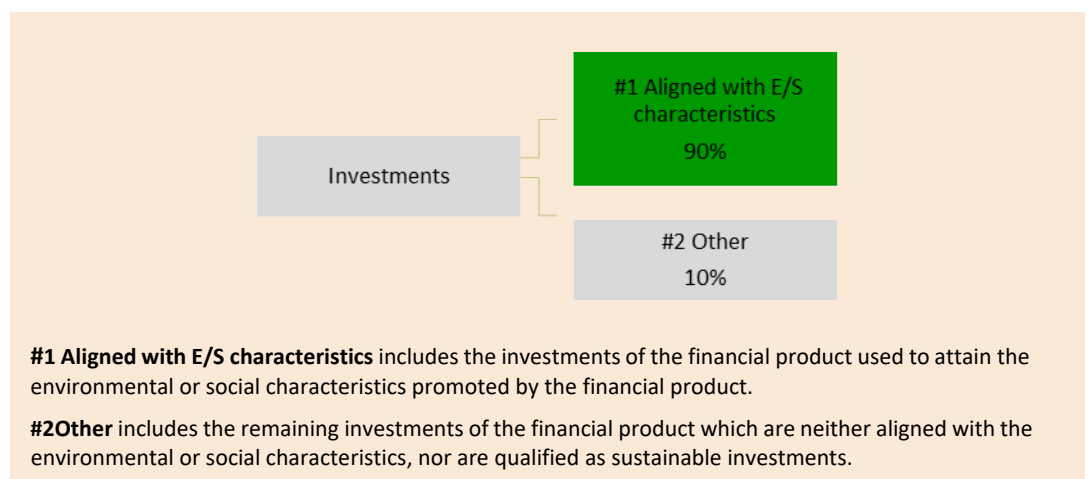 #1 Aligned with E/S
characteristics
90%
Investments
#2 Other
10%
#1 Aligned with E/S characteristics includes the investments of the financial product used to attain the
environmental or social characteristics promoted by the financial product.
#2Other includes the remaining investments of the financial product which are neither aligned with the
environmental or social characteristics, nor are qualified as sustainable investments.